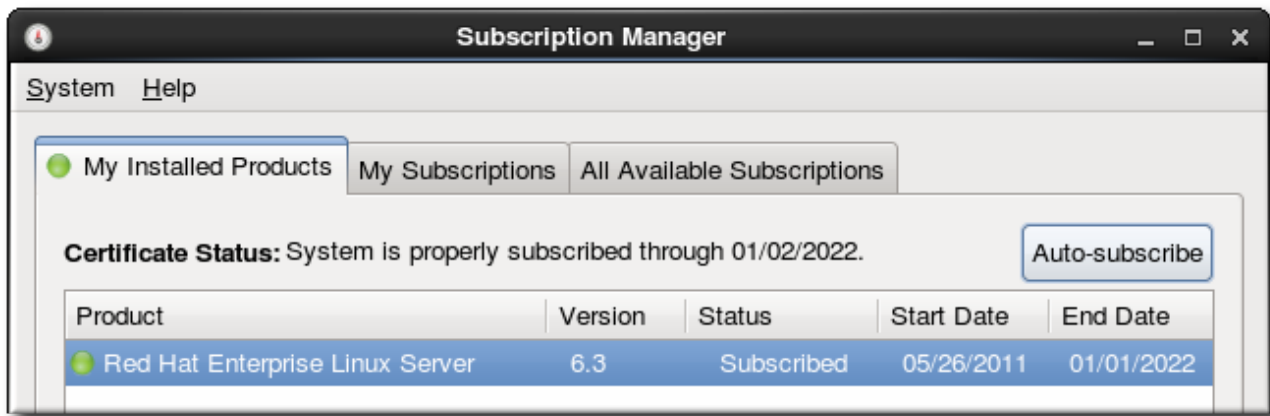 Subscription Manager
System Help
My Installed Products My Subscriptions All Available Subscriptions
Certificate Status: System is properly subscribed through 01/02/2022. Auto-subscribe
Product Version Status Start Date End Date
Red Hat Enterprise Linux Server 6.3 Subscribed 05/26/2011 01/01/2022